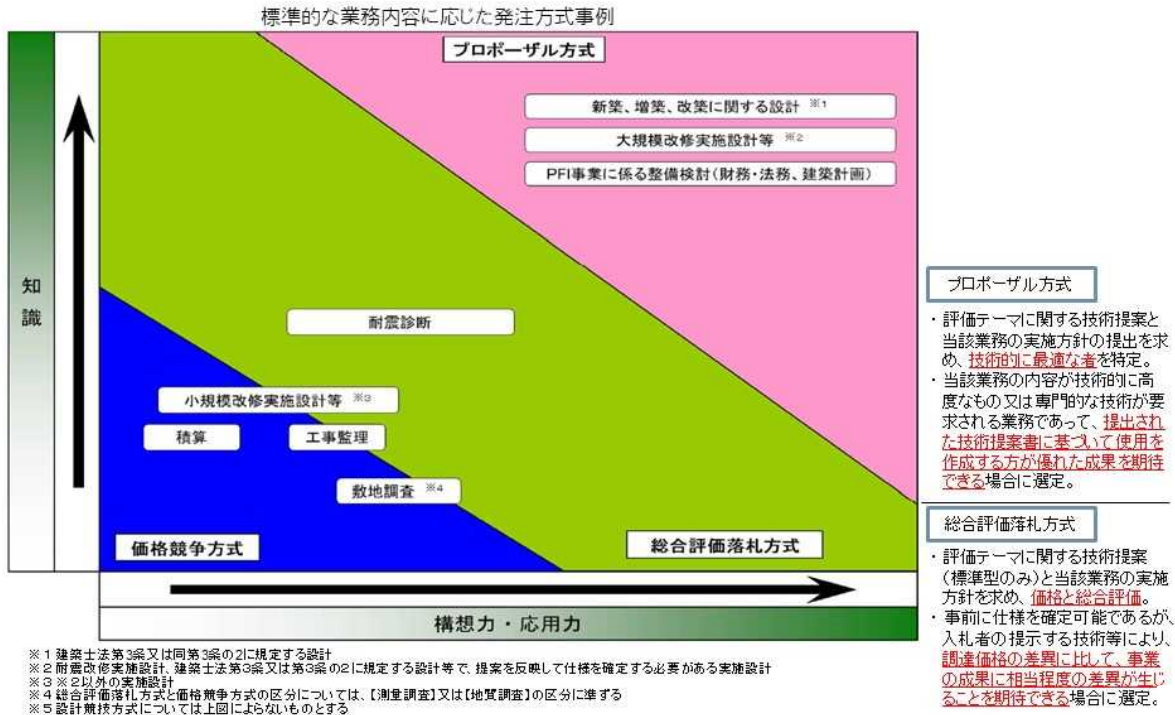 標準的な業務内容に応じた発注方式事例
プロポーザル方式
新築、増築、改築に関する設計 ※1
大規模改修実施設計等 ※2
PFI事業に係る整備検討(財務・法務、建築計画)
知識
耐震診断
小規模改修実施設計等 ※3
積算
工事監理
敷地調査 ※4
価格競争方式
総合評価落札方式
構想力・応用力
※1 建築士法第3条又は同第3条の2に規定する設計
※2 耐震改修実施設計、建築士法第3条又は第3条の2に規定する設計等で、提案を反映して仕様を確定する必要がある実施設計
※3 ※2以外の実施設計
※4 総合評価落札方式と価格競争方式の区分については、【測量調査】又は【地質調査】の区分に準ずる
※5 設計競技方式については上図によらないものとする
プロポーザル方式
・評価テーマに関する技術提案と
当該業務の実施方針の提出を求
め、技術的に最適な者を特定。
・当該業務の内容が技術的に高
度なもの又は専門的な技術が要
求される業務であって、提出され
た技術提案書に基づいて使用を
作成する方が優れた成果を期待
できる場合に選定。
総合評価落札方式
・評価テーマに関する技術提案
(標準型のみ)と当該業務の実施
方針を求め、価格と総合評価。
・事前に仕様を確定可能であるが、
入札者の提示する技術等により、
調達価格の差異に比して、事業
の成果に相当程度の差異が生じ
ることを期待できる場合に選定。